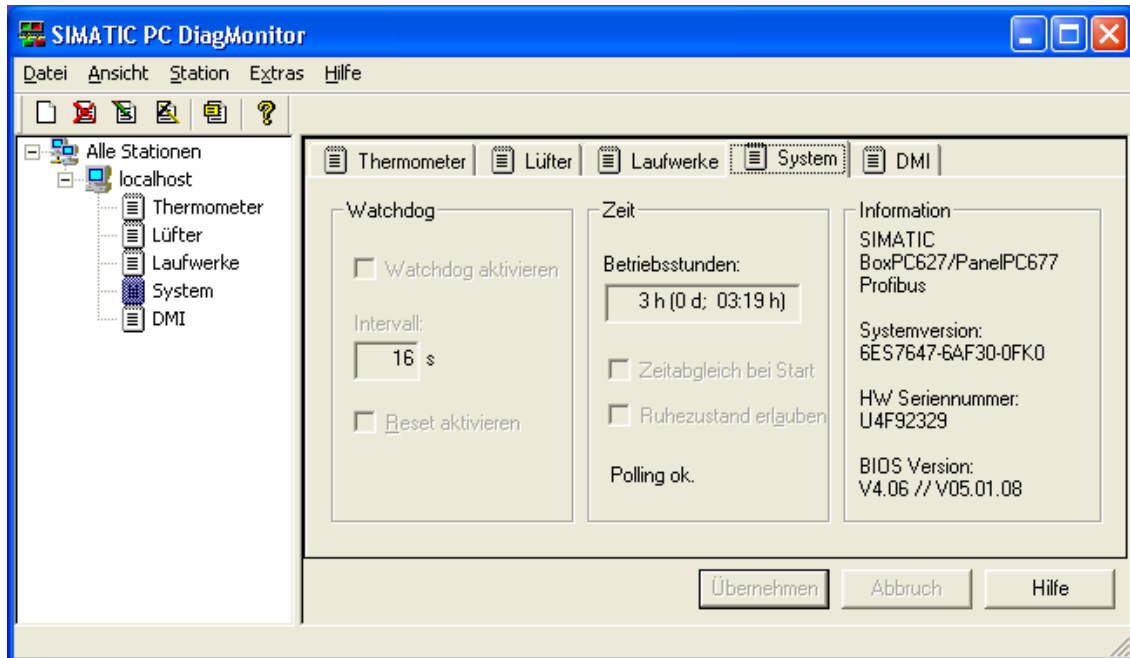 SIMATIC PC DiagMonitor
Datei Ansicht Station Extras Hilfe
Alle Stationen
localhost
Thermometer
Lüfter
Laufwerke
System
DMI
Thermometer Lüfter Laufwerke System DMI
Watchdog
Watchdog aktivieren
Intervall:
16 s
Reset aktivieren
Zeit
Betriebsstunden:
3 h (0 d; 03:19 h)
Zeitabgleich bei Start
Ruhezustand erlauben
Polling ok.
Information
SIMATIC
BoxPC627/PanelPC677
Profibus
Systemversion:
6ES7647-6AF30-0FK0
HW Seriennummer:
U4F92329
BIOS Version:
V4.06 // V05.01.08
Übernehmen Abbruch Hilfe